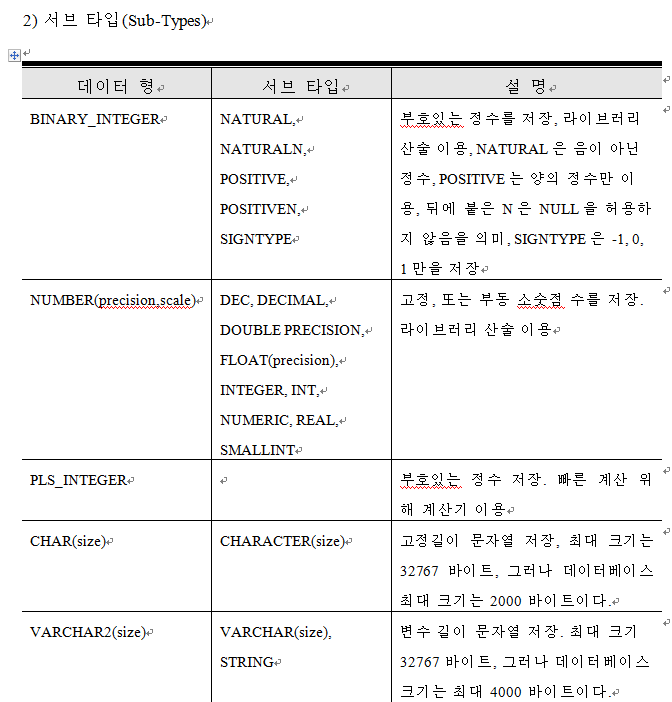 2) 서브 타입(Sub-Types)
데이터 형 서브 타입 설 명
BINARY_INTEGER
NATURAL,
NATURALN,
POSITIVE,
POSITIVEN,
SIGNTYPE
부호있는 정수를 저장, 라이브러리
산술 이용, NATURAL 은 음이 아닌
정수, POSITIVE 는 양의 정수만 이
용, 뒤에 붙은 N 은 NULL 을 허용하
지 않음을 의미, SIGNTYPE 은 -1, 0,
1 만을 저장
NUMBER(precision,scale)
DEC, DECIMAL,
DOUBLE PRECISION,
FLOAT(precision),
INTEGER, INT,
NUMERIC, REAL,
SMALLINT
고정, 또는 부동 소숫점 수를 저장.
라이브러리 산술 이용
PLS_INTEGER
부호있는 정수 저장. 빠른 계산 위
해 계산기 이용
CHAR(size)
CHARACTER(size)
고정길이 문자열 저장, 최대 크기는
32767 바이트, 그러나 데이터베이스
최대 크기는 2000 바이트이다.
VARCHAR2(size)
VARCHAR(size),
STRING
변수 길이 문자열 저장. 최대 크기
32767 바이트, 그러나 데이터베이스
크기는 최대 4000 바이트이다.